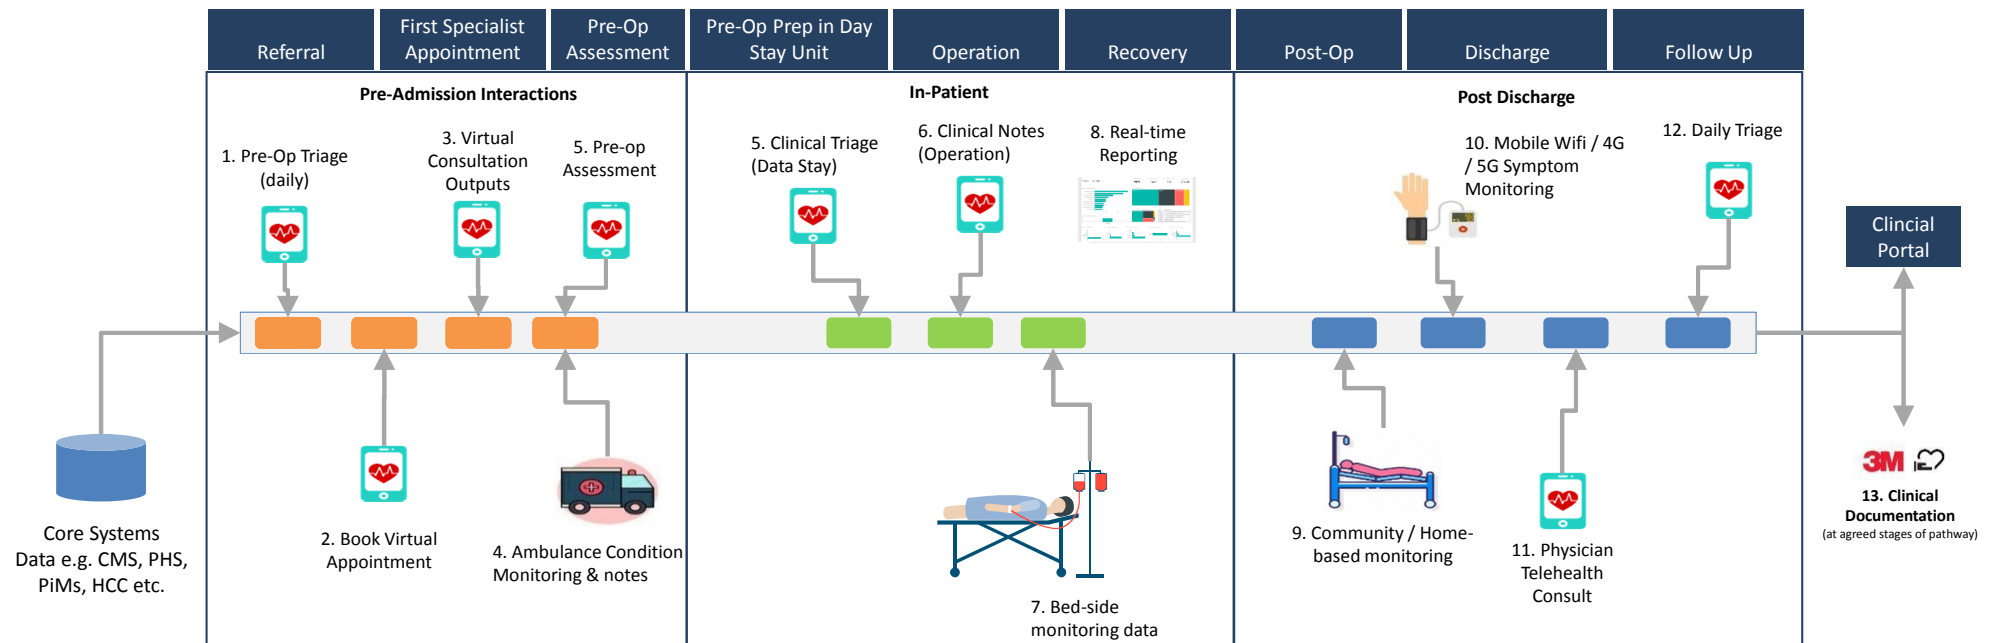 Referral
First Specialist
Appointment
Pre-Op
Assessment
Pre-Op Prep in Day
Stay Unit
Operation
Recovery
Post-Op
Discharge
Follow Up
Pre-Admission Interactions
In-Patient
Post Discharge
1. Pre-Op Triage
(daily)
3. Virtual
Consultation
Outputs
5. Pre-op
Assessment
5. Clinical Triage
(Data Stay)
6. Clinical Notes
(Operation)
8. Real-time
Reporting
10. Mobile Wifi / 4G
/ 5G Symptom
Monitoring
12. Daily Triage
Clincial
Portal
Core Systems
Data e.g. CMS, PHS,
PiMs, HCC etc.
2. Book Virtual
Appointment
4. Ambulance Condition
Monitoring & notes
7. Bed-side
monitoring data
9. Community / Home-
based monitoring
11. Physician
Telehealth
Consult
3M
13. Clinical
Documentation
(at agreed stages of pathway)